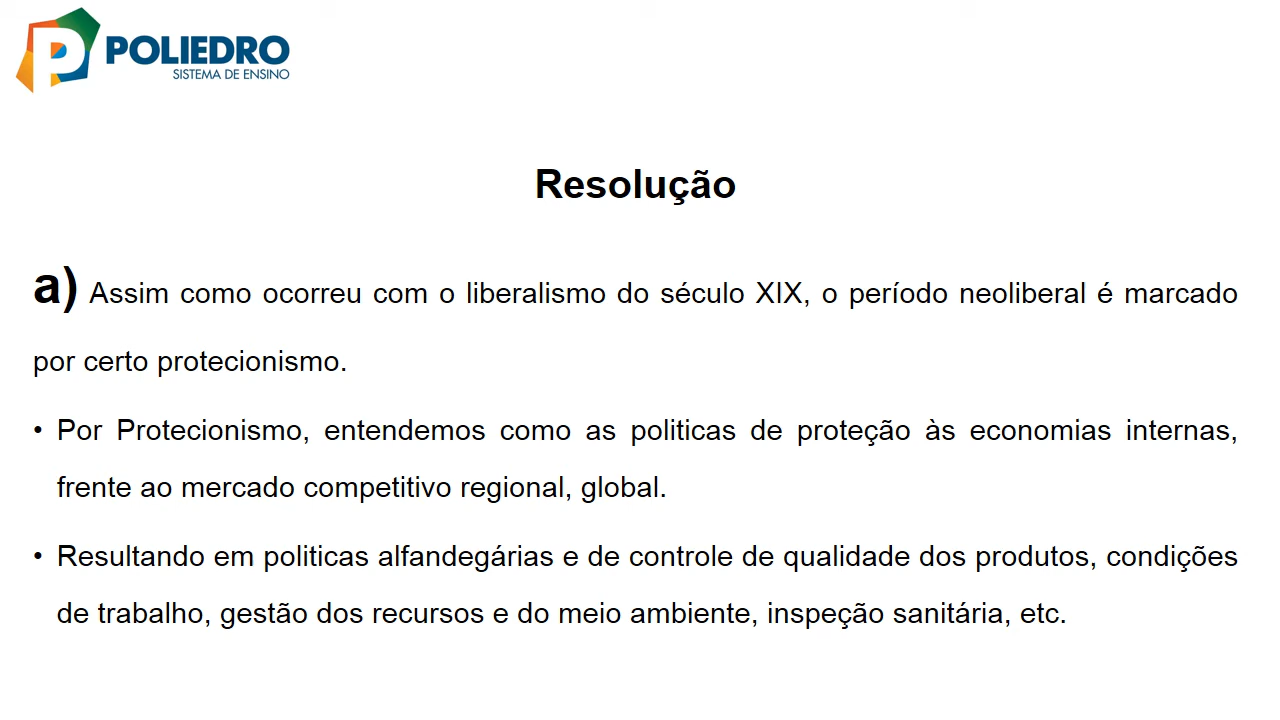 POLIEDRO
SISTEMA DE ENSINO
Resolução
a) Assim como ocorreu com o liberalismo do século XIX, o período neoliberal é marcado
por certo protecionismo.
• Por Protecionismo, entendemos como as politicas de proteção às economias internas,
frente ao mercado competitivo regional, global.
• Resultando em politicas alfandegárias e de controle de qualidade dos produtos, condições
de trabalho, gestão dos recursos e do meio ambiente, inspeção sanitária, etc.